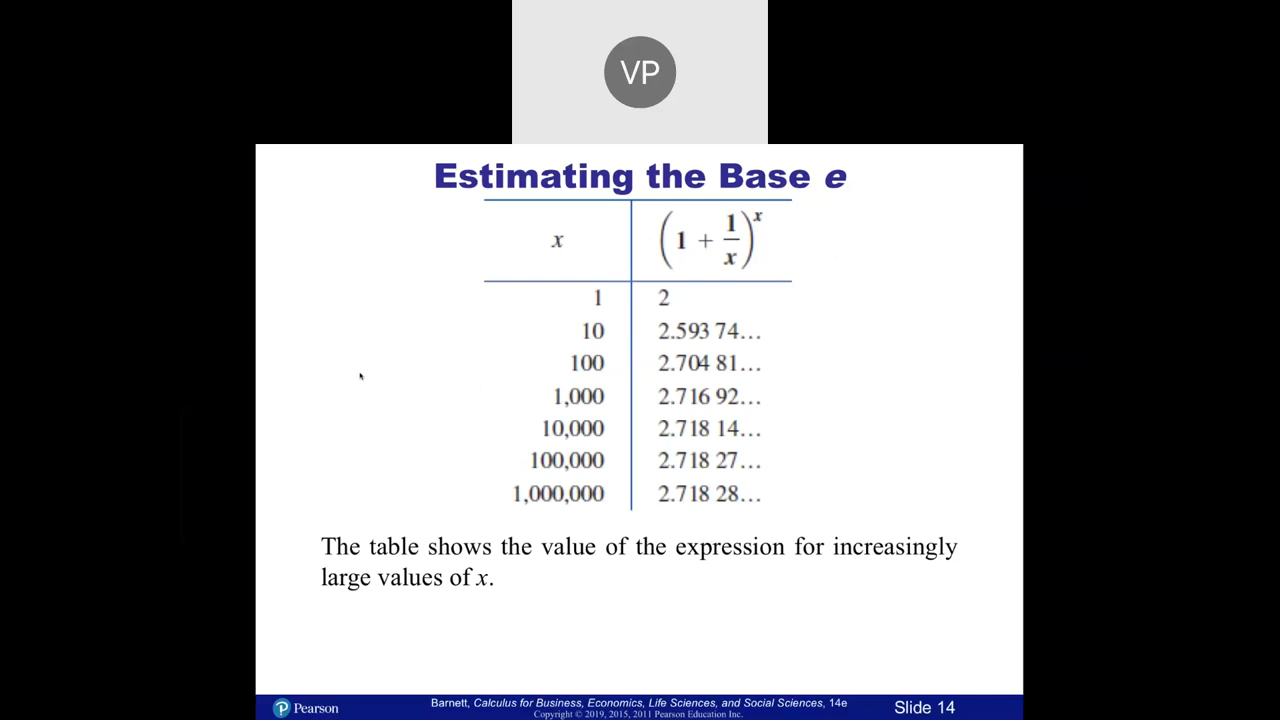 VP
Estimating the Base e
x (1 + 1/x)^x
1 2
10 2.593 74...
100 2.704 81...
1,000 2.716 92...
10,000 2.718 14...
100,000 2.718 27...
1,000,000 2.718 28...
The table shows the value of the expression for increasingly
large values of x.
P Pearson
Barnett, Calculus for Business, Economics, Life Sciences, and Social Sciences, 14e
Copyright © 2019, 2015, 2011 Pearson Education Inc.
Slide 14